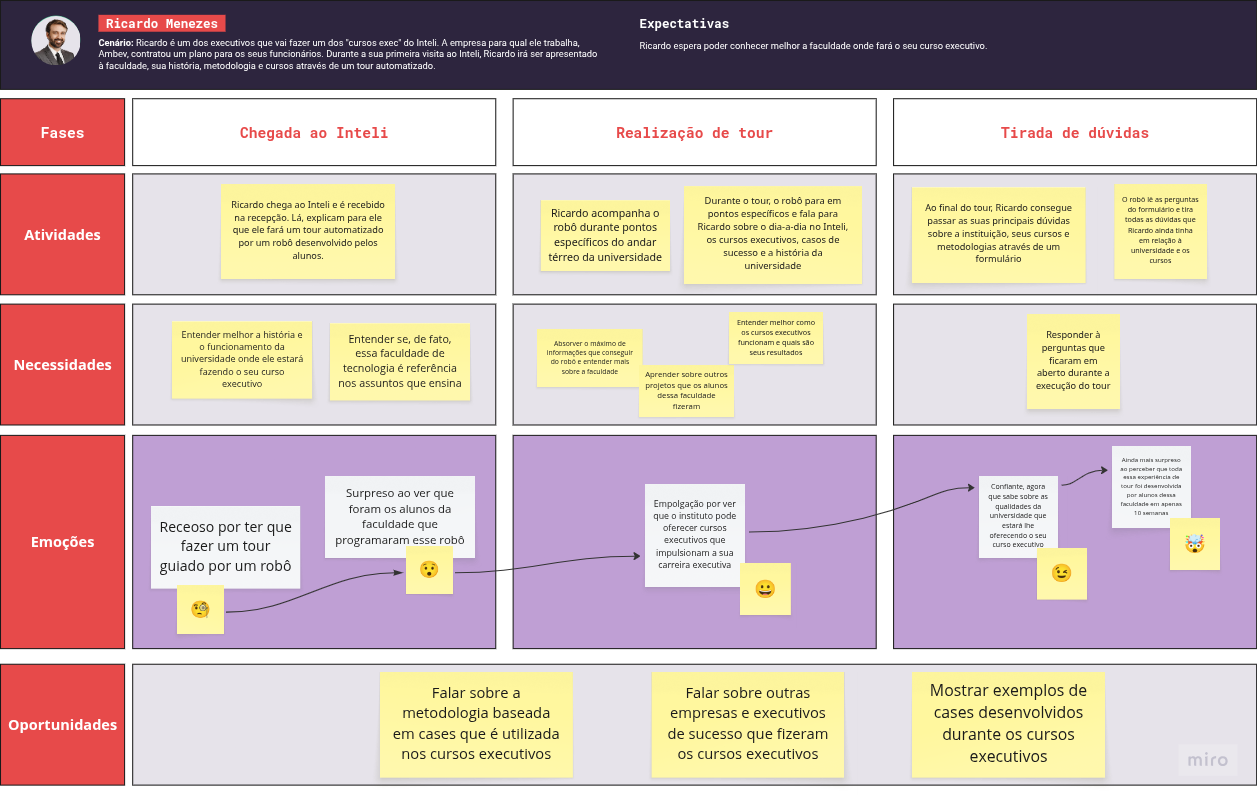 Ricardo Menezes
Cenário: Ricardo é um dos executivos que vai fazer um dos "cursos exec" do Inteli. A empresa para qual ele trabalha,
Ambev, contratou um plano para os seus funcionários. Durante a sua primeira visita ao Inteli, Ricardo irá ser apresentado
à faculdade, sua história, metodologia e cursos através de um tour automatizado.
Expectativas
Ricardo espera poder conhecer melhor a faculdade onde fará o seu curso executivo.
Fases
Chegada ao Inteli
Realização de tour
Tirada de dúvidas
Atividades
Ricardo chega ao Inteli e é recebido
na recepção. Lá, explicam para ele
que ele fará um tour automatizado
por um robô desenvolvido pelos
alunos.
Ricardo acompanha o
robô durante pontos
específicos do andar
térreo da universidade
Durante o tour, o robô para em
pontos específicos e fala para
Ricardo sobre o dia-a-dia no Inteli,
os cursos executivos, casos de
sucesso e a história da
universidade
Ao final do tour, Ricardo consegue
passar as suas principais dúvidas
sobre a instituição, seus cursos e
metodologias através de um
formulário
O robô lê as perguntas
do formulário e tira
todas as dúvidas que
Ricardo ainda tinha
em relação à
universidade e os
cursos
Necessidades
Entender melhor a história e
o funcionamento da
universidade onde ele estará
fazendo o seu curso
executivo
Entender se, de fato,
essa faculdade de
tecnologia é referência
nos assuntos que ensina
Absorver o máximo de
informações que conseguir
do robô e entender mais
sobre a faculdade
Aprender sobre outros
projetos que os alunos
dessa faculdade
fizeram
Entender melhor como
os cursos executivos
funcionam e quais são
seus resultados
Responder à
perguntas que
ficaram em
aberto durante a
execução do tour
Emoções
Receoso por ter que
fazer um tour
guiado por um robô
Surpreso ao ver que
foram os alunos da
faculdade que
programaram esse robô
Empolgação por ver
que o instituto pode
oferecer cursos
executivos que
impulsionam a sua
carreira executiva
Confiante, agora
que sabe sobre as
qualidades da
universidade que
estará lhe
oferecendo o seu
curso executivo
Ainda mais surpreso
ao perceber que toda
essa experiência de
tour foi desenvolvida
por alunos dessa
faculdade em apenas
10 semanas
Oportunidades
Falar sobre a
metodologia baseada
em cases que é utilizada
nos cursos executivos
Falar sobre outras
empresas e executivos
de sucesso que fizeram
os cursos executivos
Mostrar exemplos de
cases desenvolvidos
durante os cursos
executivos
miro